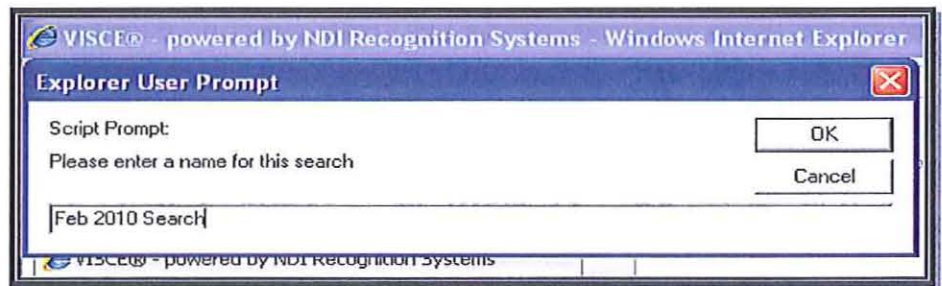 VISCE® - powered by NDI Recognition Systems - Windows Internet Explorer
Explorer User Prompt
Script Prompt:
OK
Please enter a name for this search
Cancel
Feb 2010 Search
VISCE® - powered by NDI Recognition Systems